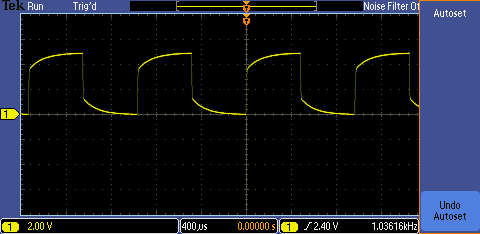 Tek Run Trig'd Noise Filter Of
Autoset
1
1 2.00 V 400µs 0.00000 s 1 2.40 V 1.03616kHz
Undo
Autoset